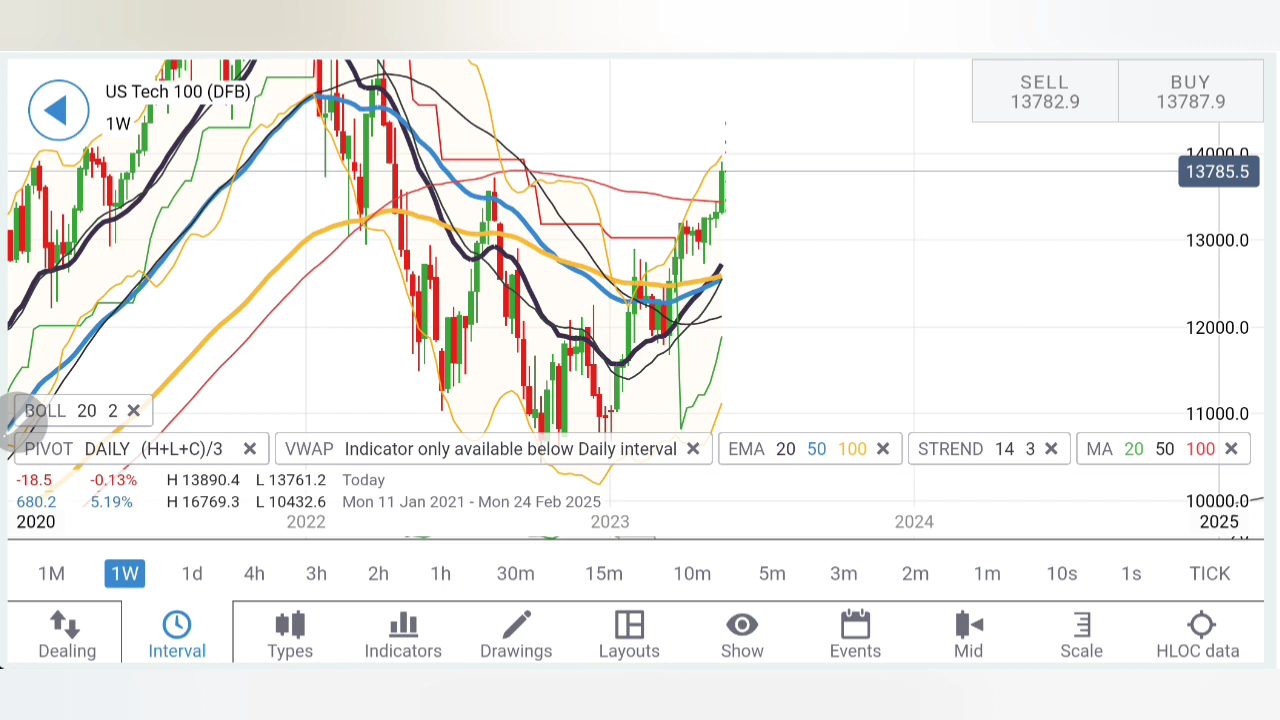 US Tech 100 (DFB)
1W
SELL
13782.9
BUY
13787.9
14000.0
13785.5
13000.0
12000.0
11000.0
10000.0
BOLL 20 2
PIVOT DAILY (H+L+C)/3
VWAP Indicator only available below Daily interval
EMA 20 50 100
STREND 14 3
MA 20 50 100
-18.5 -0.13% H 13890.4 L 13761.2 Today
680.2 5.19% H 16769.3 L 10432.6 Mon 11 Jan 2021 - Mon 24 Feb 2025
2020 2022 2023 2024 2025
1M 1W 1d 4h 3h 2h 1h 30m 15m 10m 5m 3m 2m 1m 10s 1s TICK
Dealing Interval Types Indicators Drawings Layouts Show Events Mid Scale HLOC data